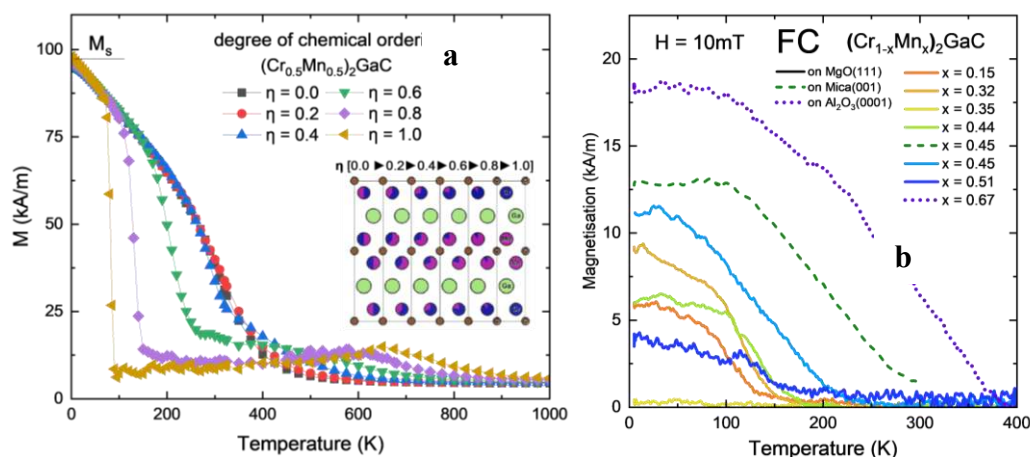 a
degree of chemical orderi
(Cr0.5Mn0.5)2GaC
η = 0.0
η = 0.2
η = 0.4
η = 0.6
η = 0.8
η = 1.0
Ms
M (kA/m)
100
75
50
25
0
0
200
400
600
800
1000
Temperature (K)
η [0.0 ► 0.2 ► 0.4 ► 0.6 ► 0.8 ► 1.0]
Ga
Ga
b
H = 10mT
FC
(Cr1-xMnx)2GaC
on MgO(111)
on Mica(001)
on Al2O3(0001)
x = 0.15
x = 0.32
x = 0.35
x = 0.44
x = 0.45
x = 0.45
x = 0.51
x = 0.67
Magnetisation (kA/m)
20
15
10
5
0
0
100
200
300
400
Temperature (K)